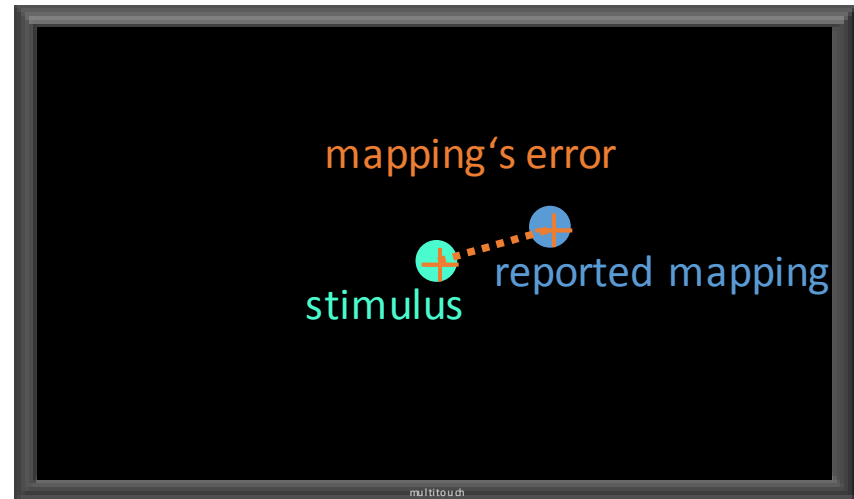 mapping‘s error
reported mapping
stimulus
multitouch